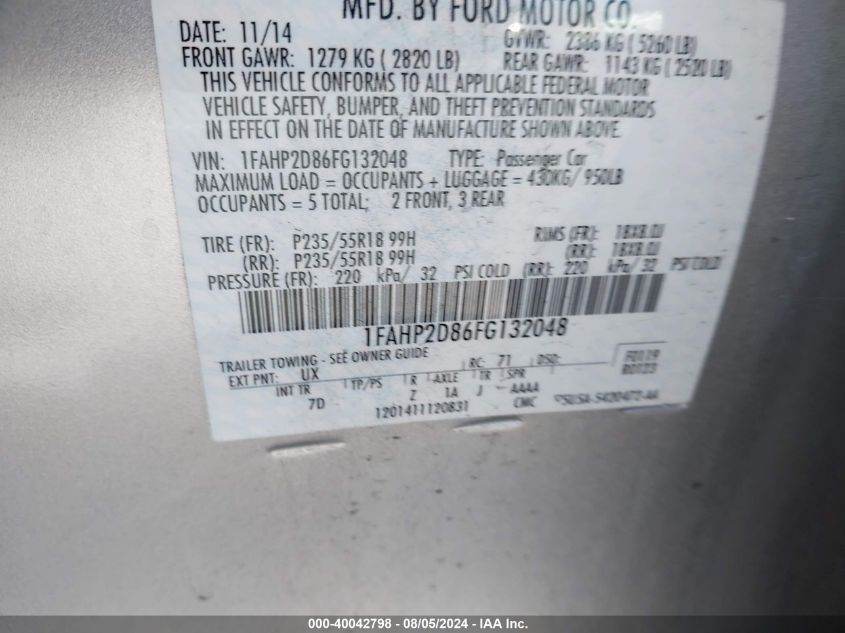 MFD. BY FORD MOTOR CO.
DATE: 11/14 GVWR: 2386 KG ( 5260 LB)
FRONT GAWR: 1279 KG ( 2820 LB) REAR GAWR: 1143 KG ( 2520 LB)
THIS VEHICLE CONFORMS TO ALL APPLICABLE FEDERAL MOTOR
VEHICLE SAFETY, BUMPER, AND THEFT PREVENTION STANDARDS
IN EFFECT ON THE DATE OF MANUFACTURE SHOWN ABOVE.
VIN: 1FAHP2D86FG132048 TYPE: Passenger Car
MAXIMUM LOAD = OCCUPANTS + LUGGAGE = 430KG/ 950LB
OCCUPANTS = 5 TOTAL; 2 FRONT, 3 REAR
TIRE (FR): P235/55R18 99H RIMS (FR): 18X8.0J
(RR): P235/55R18 99H (RR): 18X8.0J
PRESSURE (FR): 220 kPa/ 32 PSI COLD (RR): 220 kPa/ 32 PSI COLD
1FAHP2D86FG132048
TRAILER TOWING - SEE OWNER GUIDE
EXT PNT: UX RC: 71 DSO: F0119
INT TR TP/PS R AXLE TR SPR R0123
7D Z 1A J AAAA
1201411120831 CMC
000-40042798 - 08/05/2024 - IAA Inc.